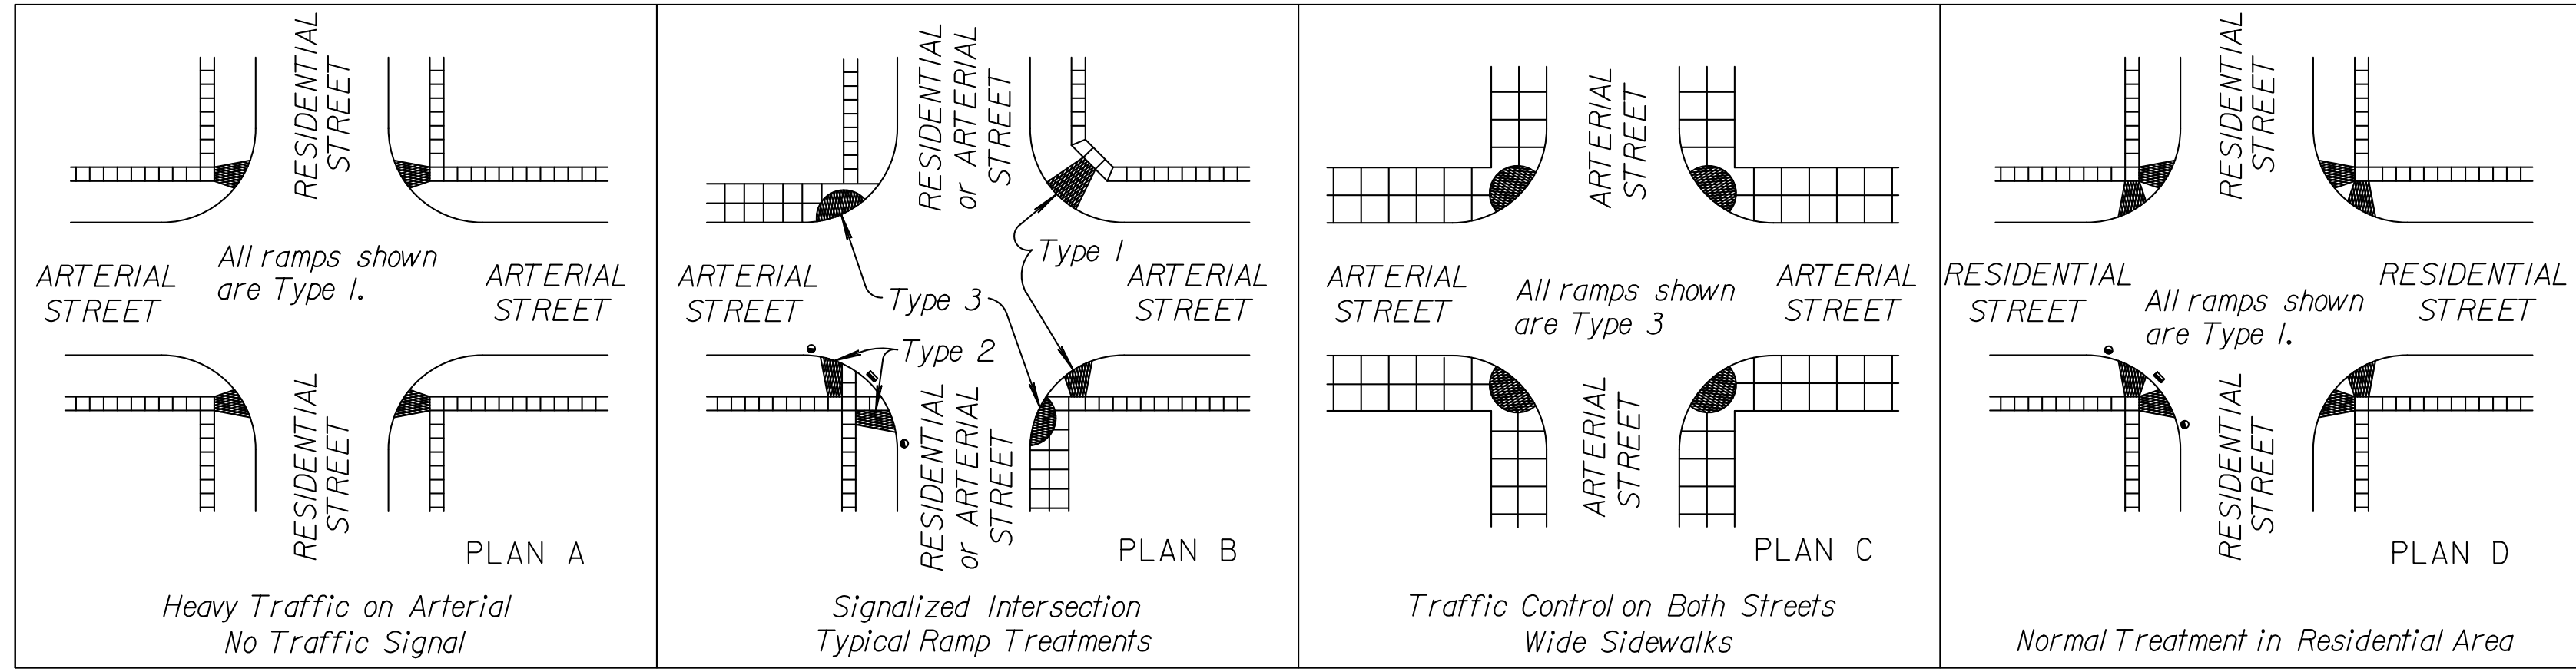 RESIDENTIAL
STREET
All ramps shown
are Type 1.
ARTERIAL
STREET
ARTERIAL
STREET
RESIDENTIAL
STREET
PLAN A
Heavy Traffic on Arterial
No Traffic Signal
RESIDENTIAL
or ARTERIAL
STREET
Type 1
ARTERIAL
STREET
ARTERIAL
STREET
Type 3
Type 2
RESIDENTIAL
or ARTERIAL
STREET
PLAN B
Signalized Intersection
Typical Ramp Treatments
ARTERIAL
STREET
ARTERIAL
STREET
All ramps shown
are Type 3
ARTERIAL
STREET
ARTERIAL
STREET
PLAN C
Traffic Control on Both Streets
Wide Sidewalks
RESIDENTIAL
STREET
RESIDENTIAL
STREET
All ramps shown
are Type 1.
RESIDENTIAL
STREET
RESIDENTIAL
STREET
PLAN D
Normal Treatment in Residential Area